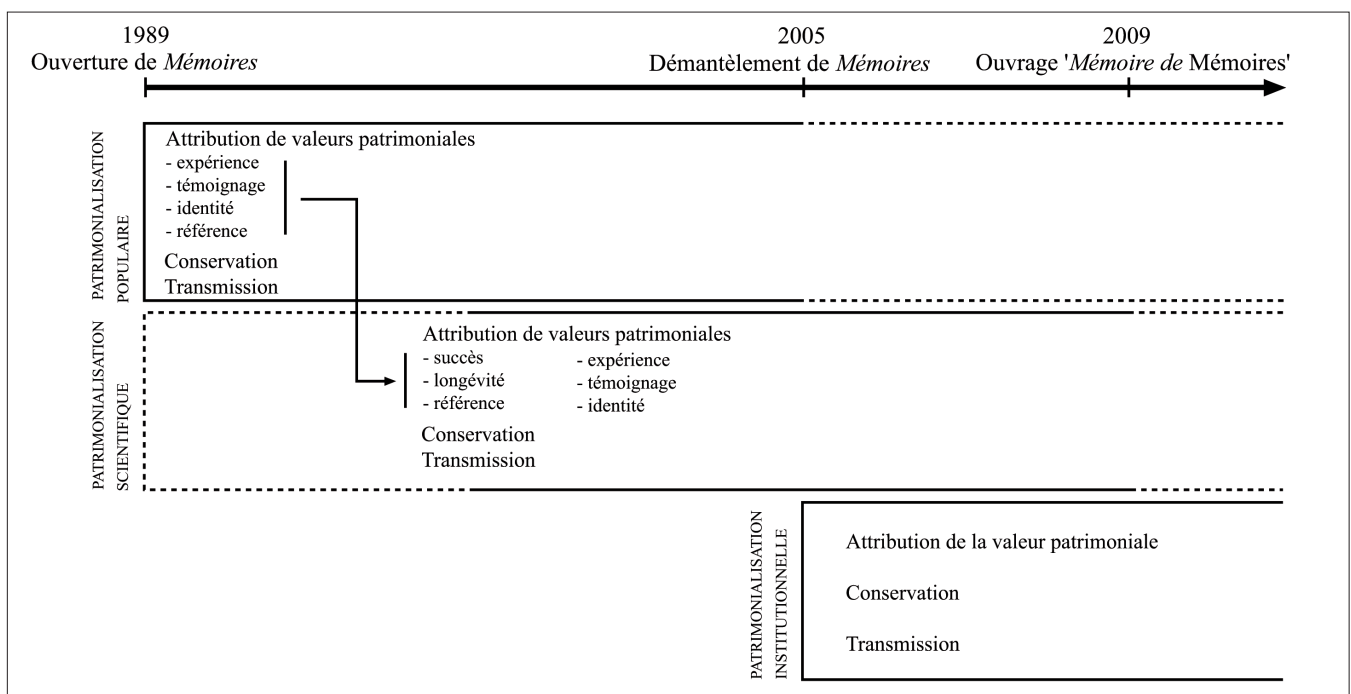 1989
Ouverture de Mémoires
2005
Démantèlement de Mémoires
2009
Ouvrage 'Mémoire de Mémoires'
PATRIMONIALISATION
POPULAIRE
Attribution de valeurs patrimoniales
- expérience
- témoignage
- identité
- référence
Conservation
Transmission
PATRIMONIALISATION
SCIENTIFIQUE
Attribution de valeurs patrimoniales
- succès
- longévité
- référence
- expérience
- témoignage
- identité
Conservation
Transmission
PATRIMONIALISATION
INSTITUTIONNELLE
Attribution de la valeur patrimoniale
Conservation
Transmission